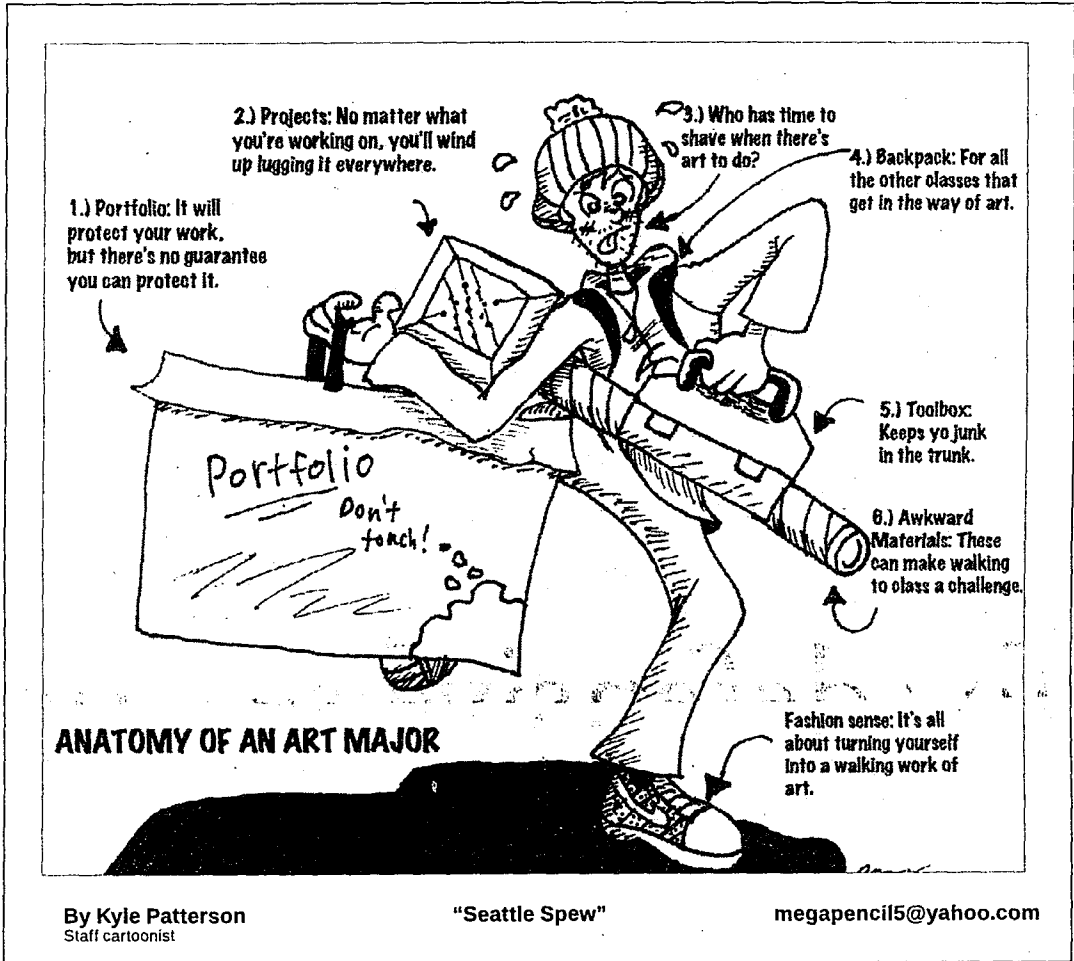 2.) Projects: No matter what
you're working on, you'll wind
up lugging it everywhere.
3.) Who has time to
shave when there's
art to do?
4.) Backpack: For all
the other classes that
get in the way of art.
1.) Portfolio: It will
protect your work,
but there's no guarantee
you can protect it.
5.) Toolbox:
Keeps yo junk
in the trunk.
Portfolio
Don't
touch!
6.) Awkward
Materials: These
can make walking
to class a challenge.
Fashion sense: It's all
about turning yourself
into a walking work of
art.
ANATOMY OF AN ART MAJOR
By Kyle Patterson
Staff cartoonist
"Seattle Spew"
megapencil5@yahoo.com